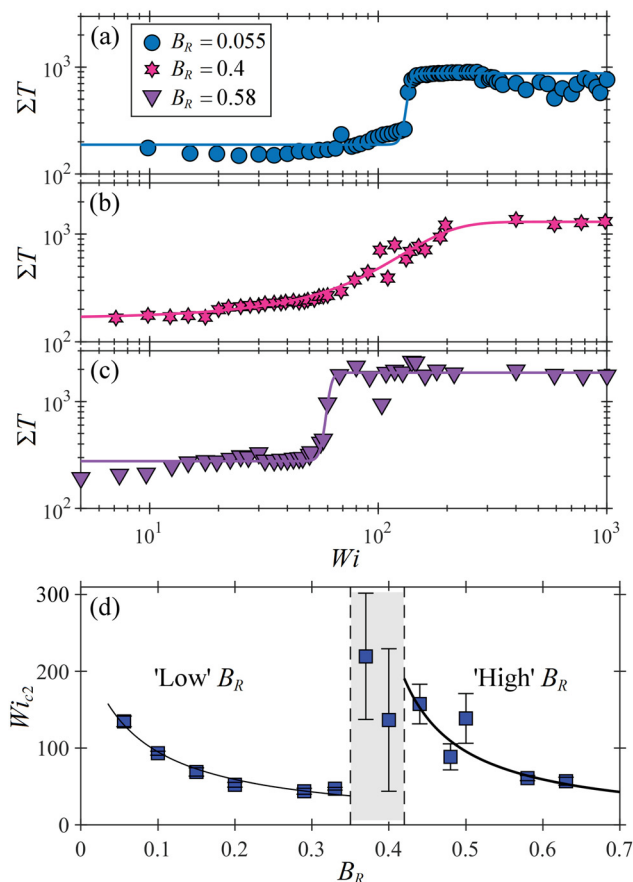 (a)
B_R = 0.055
B_R = 0.4
B_R = 0.58
ΣT
10^3
10^2
(b)
ΣT
10^3
10^2
(c)
ΣT
10^3
10^2
10^1
10^2
10^3
Wi
(d)
300
200
100
0
Wi_{c2}
'Low' B_R
'High' B_R
0
0.1
0.2
0.3
0.4
0.5
0.6
0.7
B_R